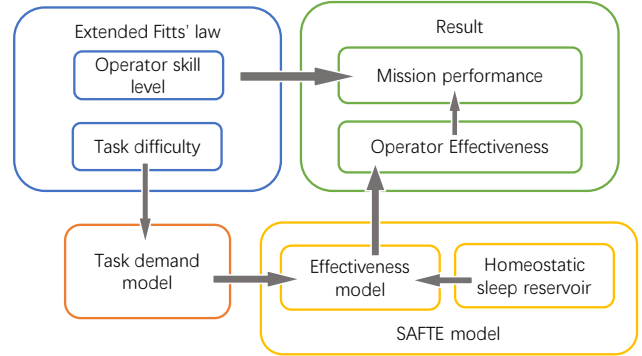 Extended Fitts’ law
Operator skill
level
Task difficulty
Result
Mission performance
Operator Effectiveness
Task demand
model
Effectiveness
model
Homeostatic
sleep reservoir
SAFTE model